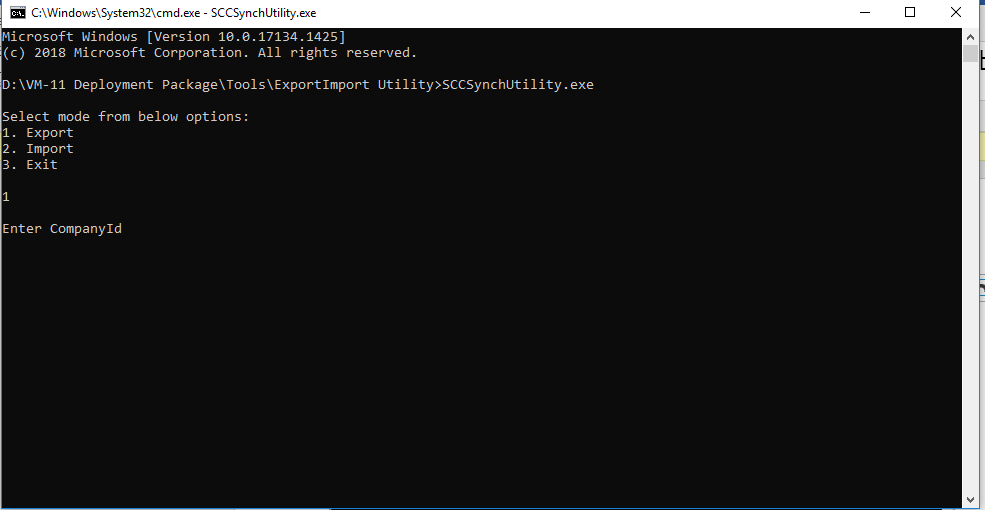 C:\Windows\System32\cmd.exe - SCCSynchUtility.exe
Microsoft Windows [Version 10.0.17134.1425]
(c) 2018 Microsoft Corporation. All rights reserved.
D:\VM-11 Deployment Package\Tools\ExportImport Utility>SCCSynchUtility.exe
Select mode from below options:
1. Export
2. Import
3. Exit
1
Enter CompanyId